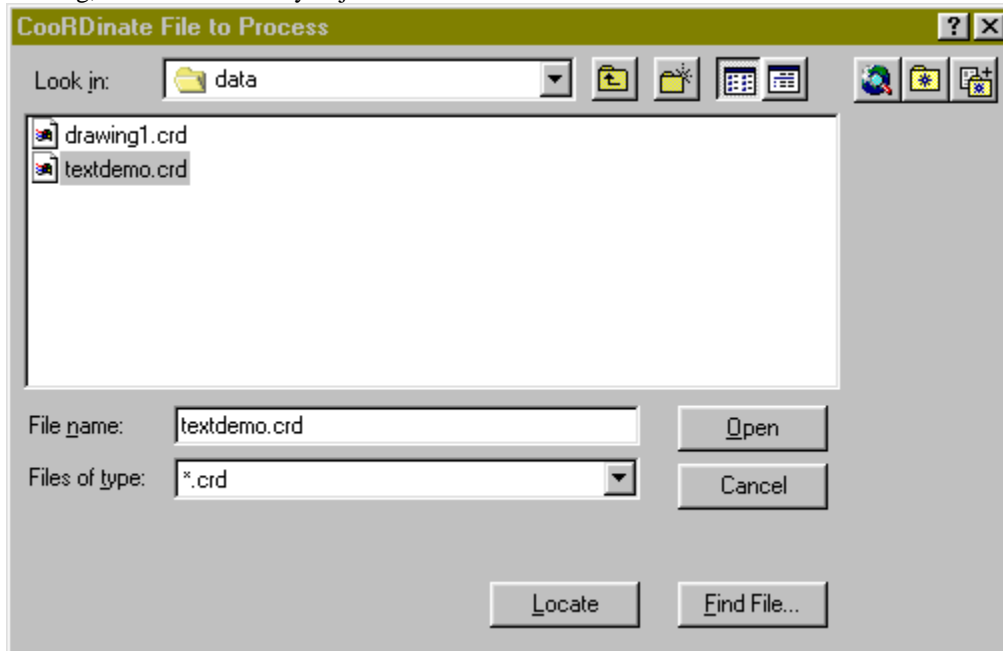 CooRDinate File to Process
Look in: data
drawing1.crd
textdemo.crd
File name: textdemo.crd Open
Files of type: *.crd Cancel
Locate Find File...